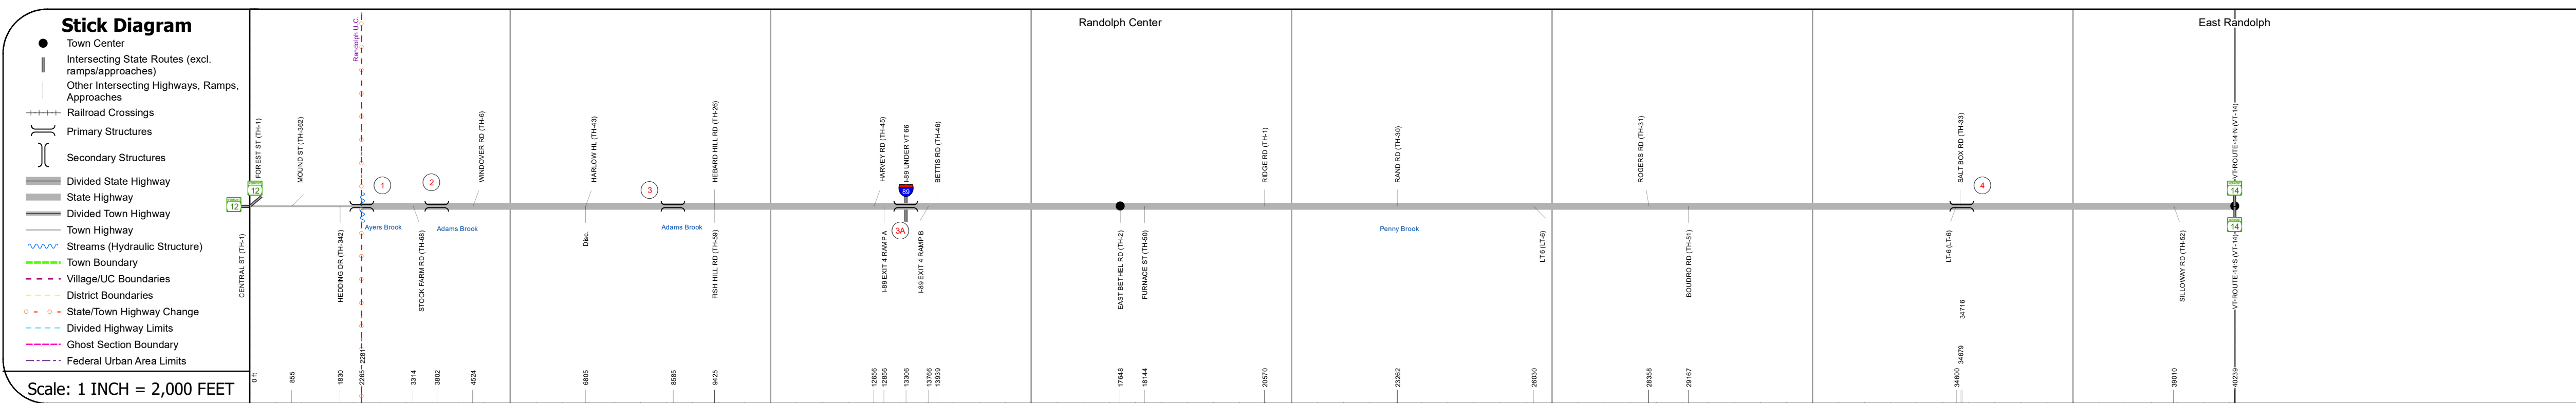 Stick Diagram
Town Center
Intersecting State Routes (excl.
ramps/approaches)
Other Intersecting Highways, Ramps,
Approaches
Railroad Crossings
Primary Structures
Secondary Structures
Divided State Highway
State Highway
Divided Town Highway
Town Highway
Streams (Hydraulic Structure)
Town Boundary
Village/UC Boundaries
District Boundaries
State/Town Highway Change
Divided Highway Limits
Ghost Section Boundary
Federal Urban Area Limits
Scale: 1 INCH = 2,000 FEET
Randolph Center
East Randolph
Randolph U.C.
FOREST ST (TH-1)
MOUND ST (TH-362)
WINDOVER RD (TH-6)
HARLOW HL (TH-43)
HEBARD HILL RD (TH-26)
HARVEY RD (TH-45)
I-89 UNDER VT 66
BETTIS RD (TH-46)
RIDGE RD (TH-1)
RAND RD (TH-30)
ROGERS RD (TH-31)
SALT BOX RD (TH-33)
VT-ROUTE-14 N (VT-14)
12
12
1
2
3
89
3A
4
14
14
Ayers Brook
Adams Brook
Adams Brook
Penny Brook
CENTRAL ST (TH-1)
HEDDING DR (TH-342)
STOCK FARM RD (TH-68)
Disc.
FISH HILL RD (TH-59)
I-89 EXIT 4 RAMP A
I-89 EXIT 4 RAMP B
EAST BETHEL RD (TH-2)
FURNACE ST (TH-50)
LT 6 (LT-6)
BOUDRO RD (TH-51)
LT-6 (LT-6)
SILLOWAY RD (TH-52)
VT-ROUTE-14 S (VT-14)
0 ft
855
1830
2265
2281
3314
3802
4524
6805
8585
9425
12656
12856
13306
13766
13939
17648
18144
20570
23262
26030
28358
29167
34600
34679
34716
39010
40239